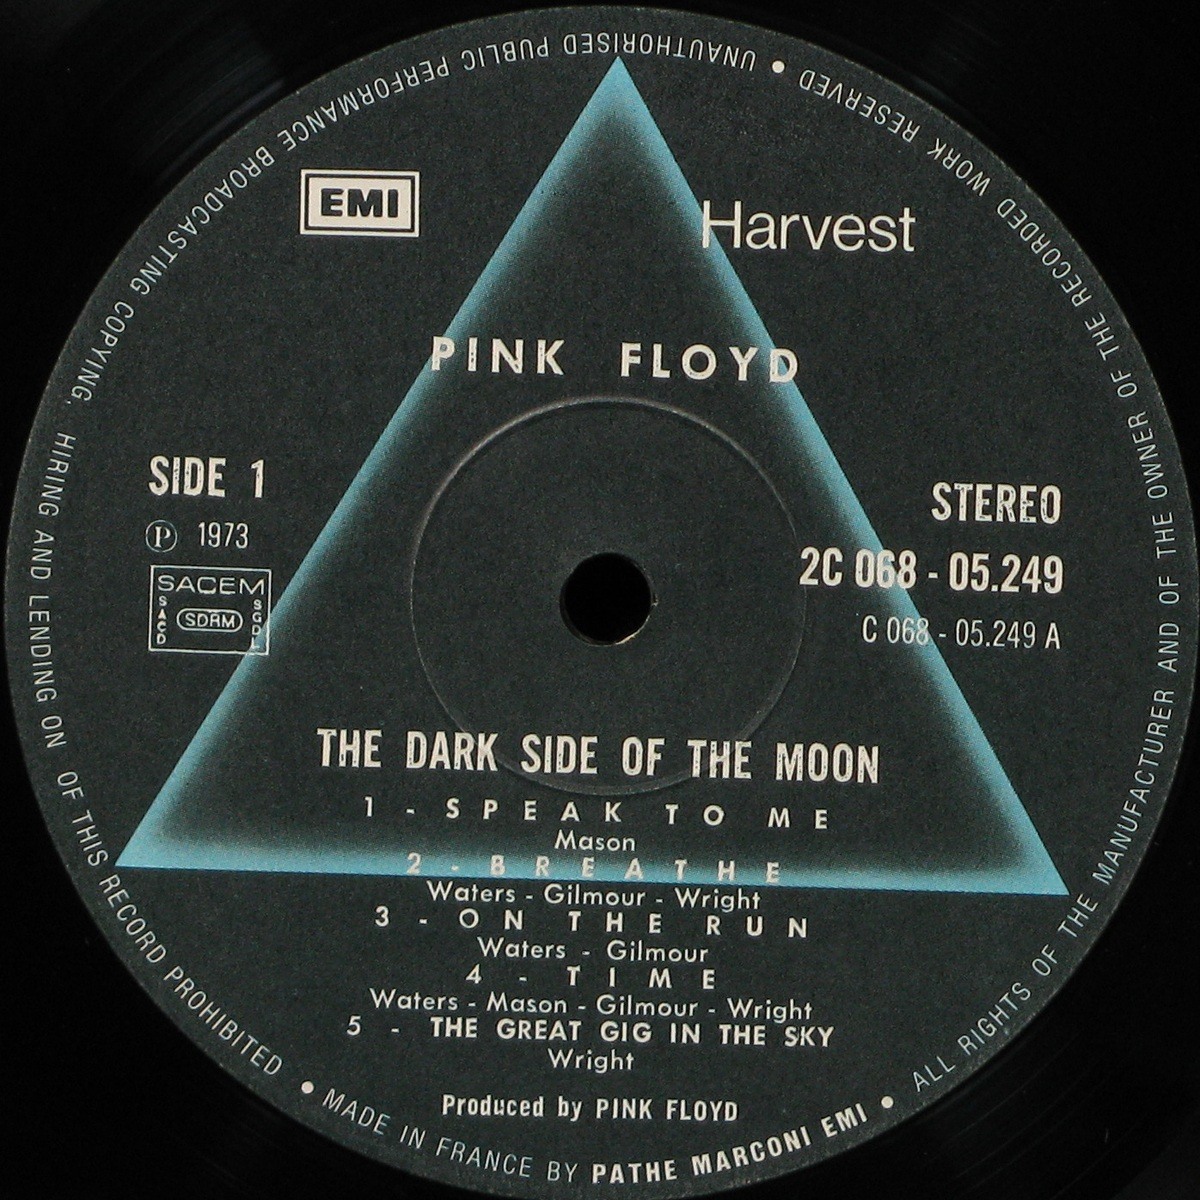 EMI
Harvest
PINK FLOYD
SIDE 1
Ⓟ 1973
SACEM
SACD
SDRM
SGDL
STEREO
2C 068 - 05.249
C 068 - 05.249 A
THE DARK SIDE OF THE MOON
1 - SPEAK TO ME
Mason
2 - BREATHE
Waters - Gilmour - Wright
3 - ON THE RUN
Waters - Gilmour
4 - TIME
Waters - Mason - Gilmour - Wright
5 - THE GREAT GIG IN THE SKY
Wright
Produced by PINK FLOYD
ALL RIGHTS OF THE MANUFACTURER AND OF THE OWNER OF THE RECORDED WORK RESERVED • UNAUTHORISED PUBLIC PERFORMANCE BROADCASTING COPYING, HIRING AND LENDING ON OF THIS RECORD PROHIBITED • MADE IN FRANCE BY PATHE MARCONI EMI •